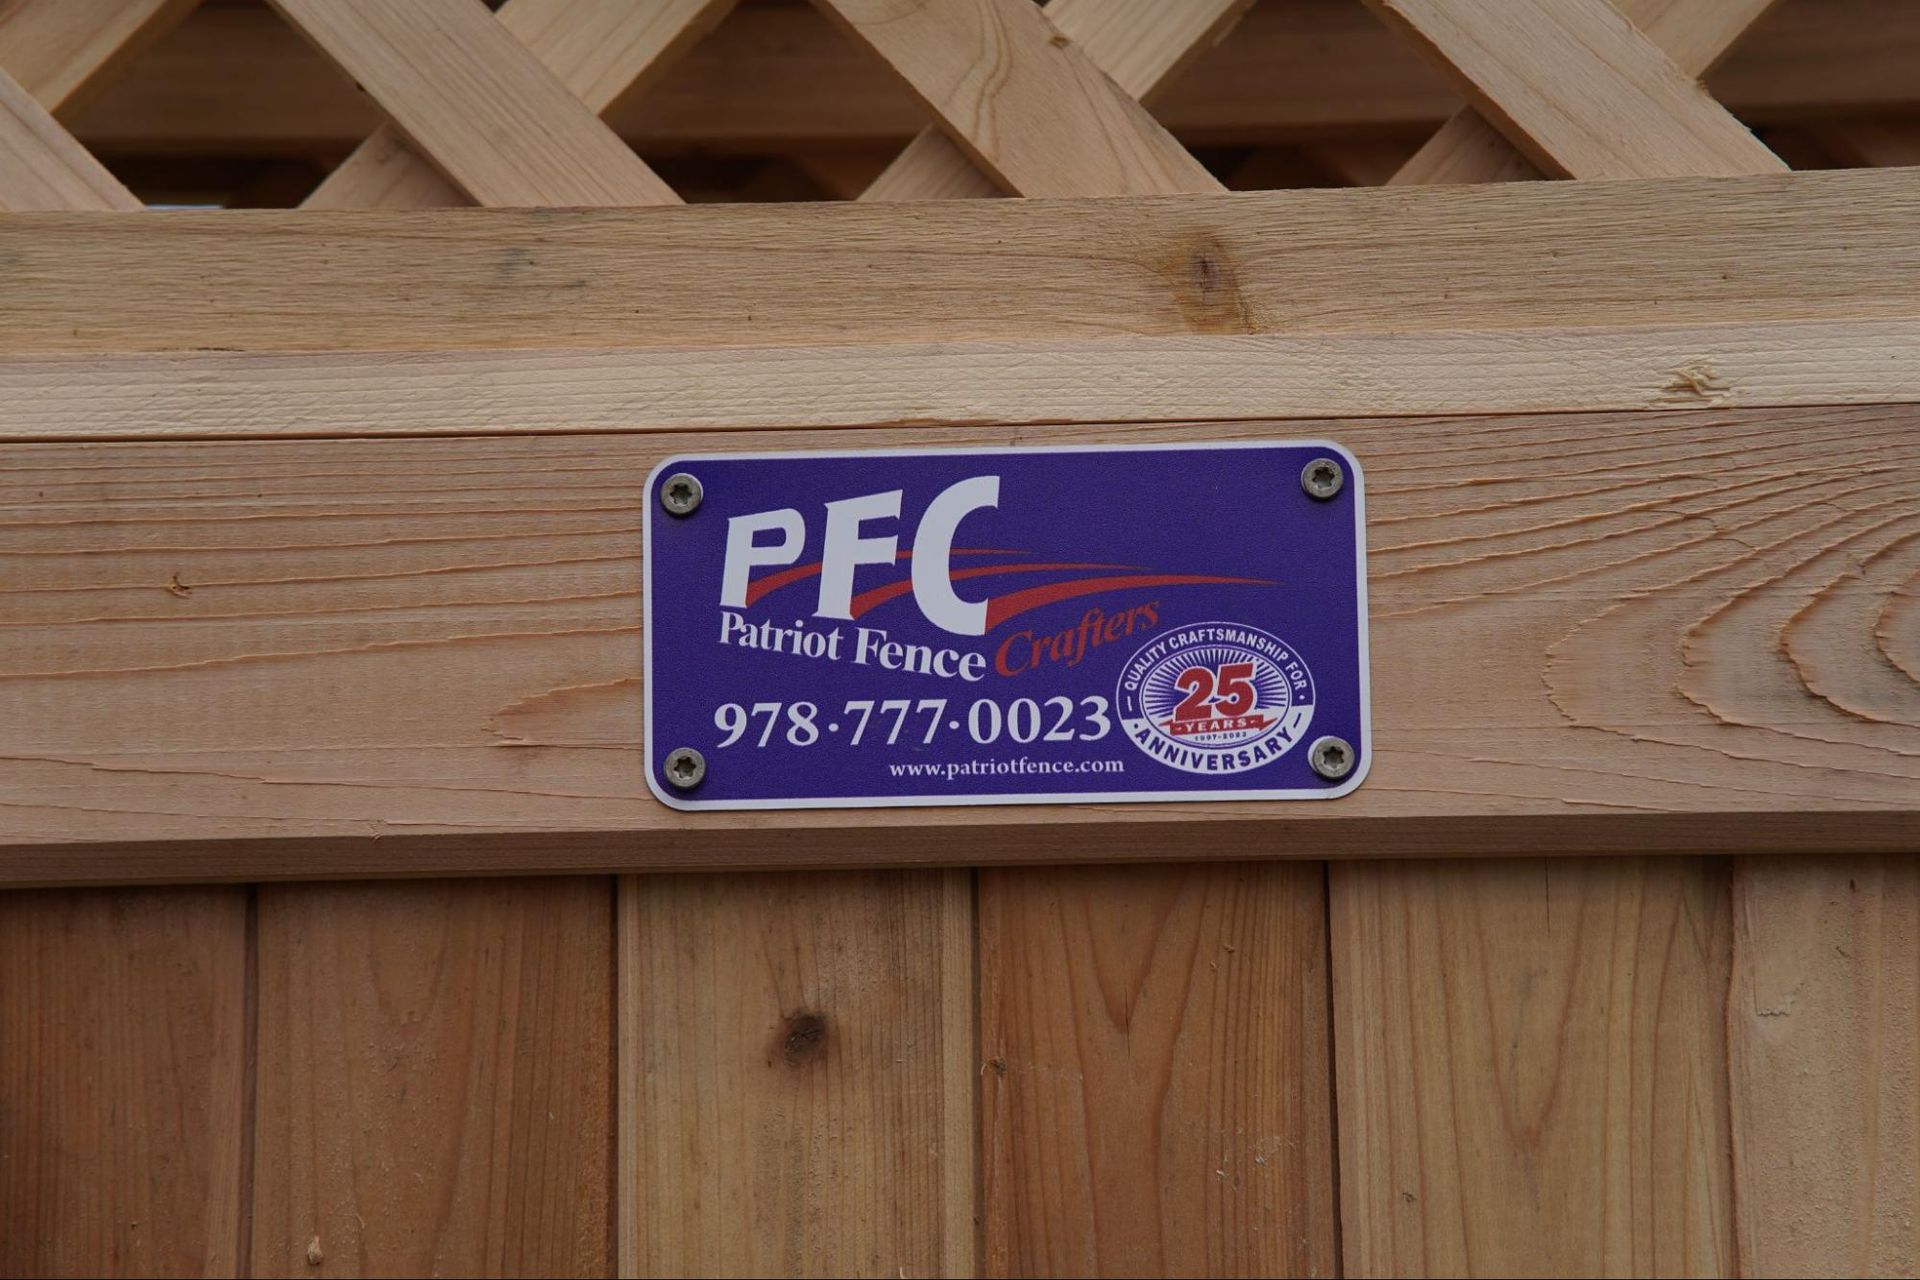 PFC
Patriot Fence Crafters
978·777·0023
www.patriotfence.com
QUALITY CRAFTSMANSHIP FOR
25
YEARS
1997-2022
ANNIVERSARY